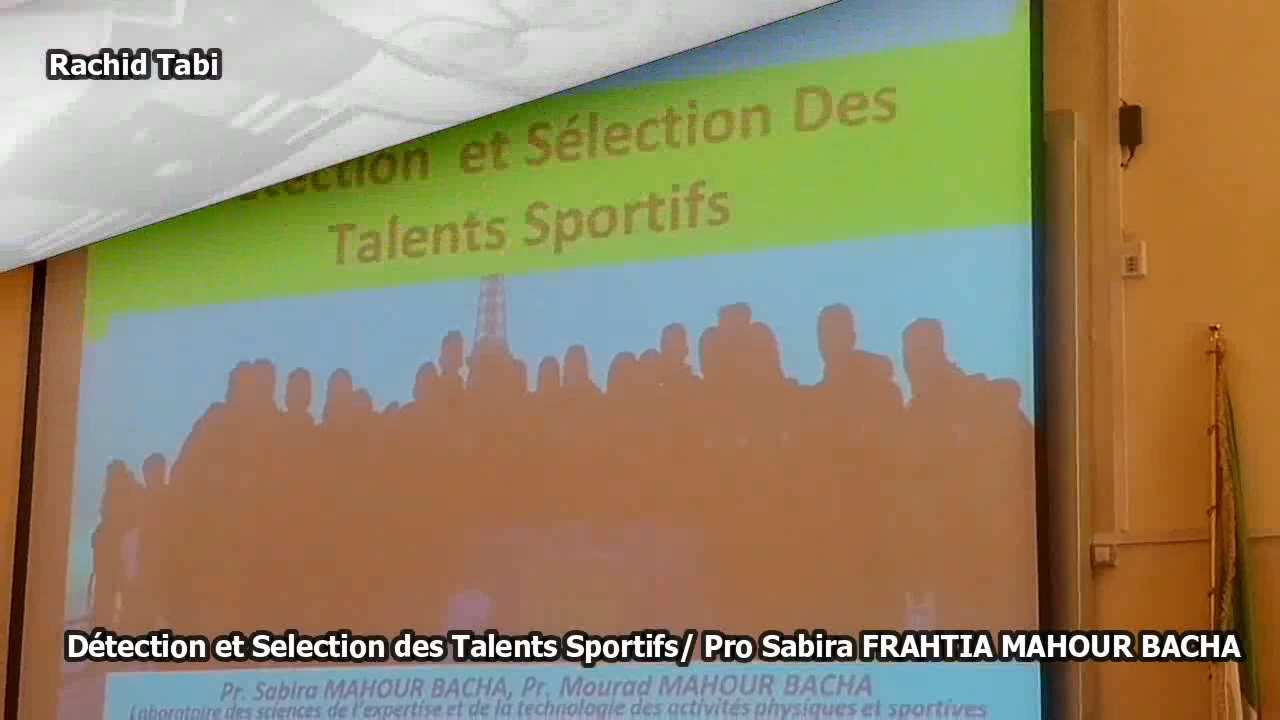 Rachid Tabi
et Sélection Des
Talents Sportifs
Détection et Selection des Talents Sportifs/ Pro Sabira FRAHTIA MAHOUR BACHA
Pr. Sabira MAHOUR BACHA, Pr. Mourad MAHOUR BACHA
Laboratoire des sciences de l'expertise et de la technologie des activités physiques et sportives